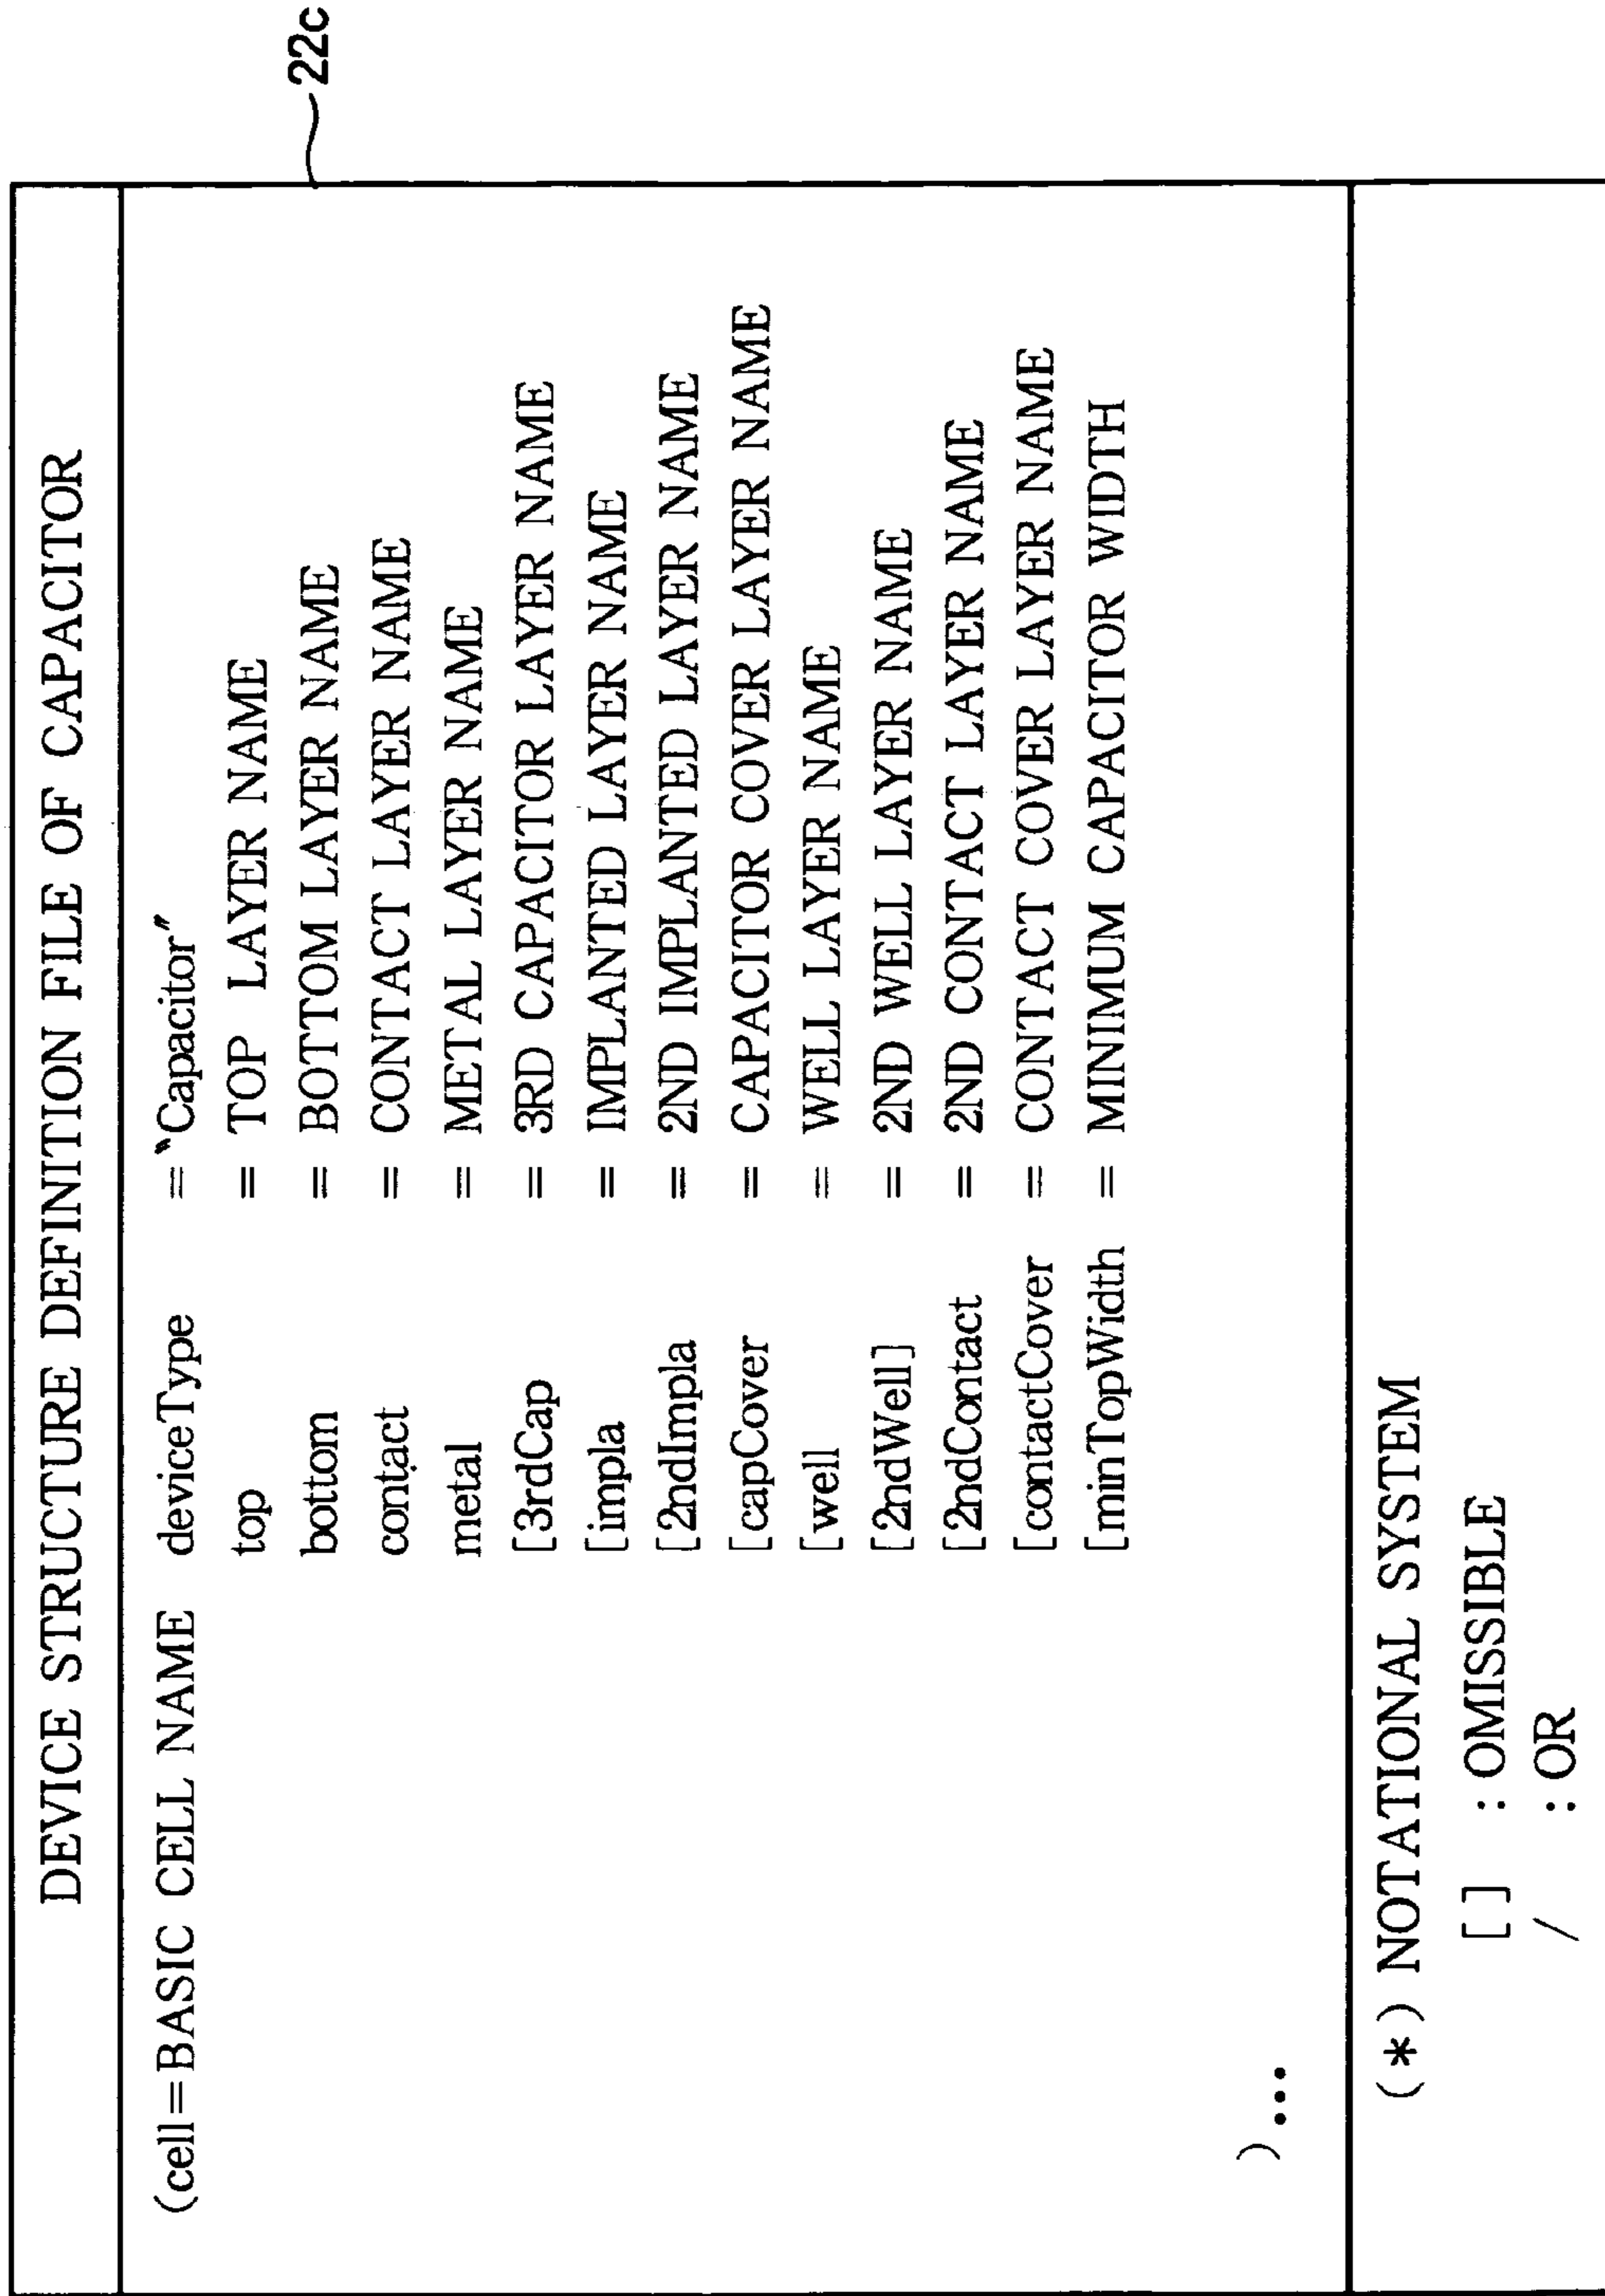 DEVICE STRUCTURE DEFINITION FILE OF CAPACITOR
(cell=BASIC CELL NAME deviceType = "Capacitor"
top = TOP LAYER NAME
bottom = BOTTOM LAYER NAME
contact = CONTACT LAYER NAME
metal = METAL LAYER NAME
[3rdCap = 3RD CAPACITOR LAYER NAME
[impla = IMPLANTED LAYER NAME
[2ndImpla = 2ND IMPLANTED LAYER NAME
[capCover = CAPACITOR COVER LAYER NAME
[well = WELL LAYER NAME
[2ndWell] = 2ND WELL LAYER NAME
[2ndContact = 2ND CONTACT LAYER NAME
[contactCover = CONTACT COVER LAYER NAME
[minTopWidth = MINIMUM CAPACITOR WIDTH
)...
(*) NOTATIONAL SYSTEM
[] : OMISSIBLE
/ : OR
22c